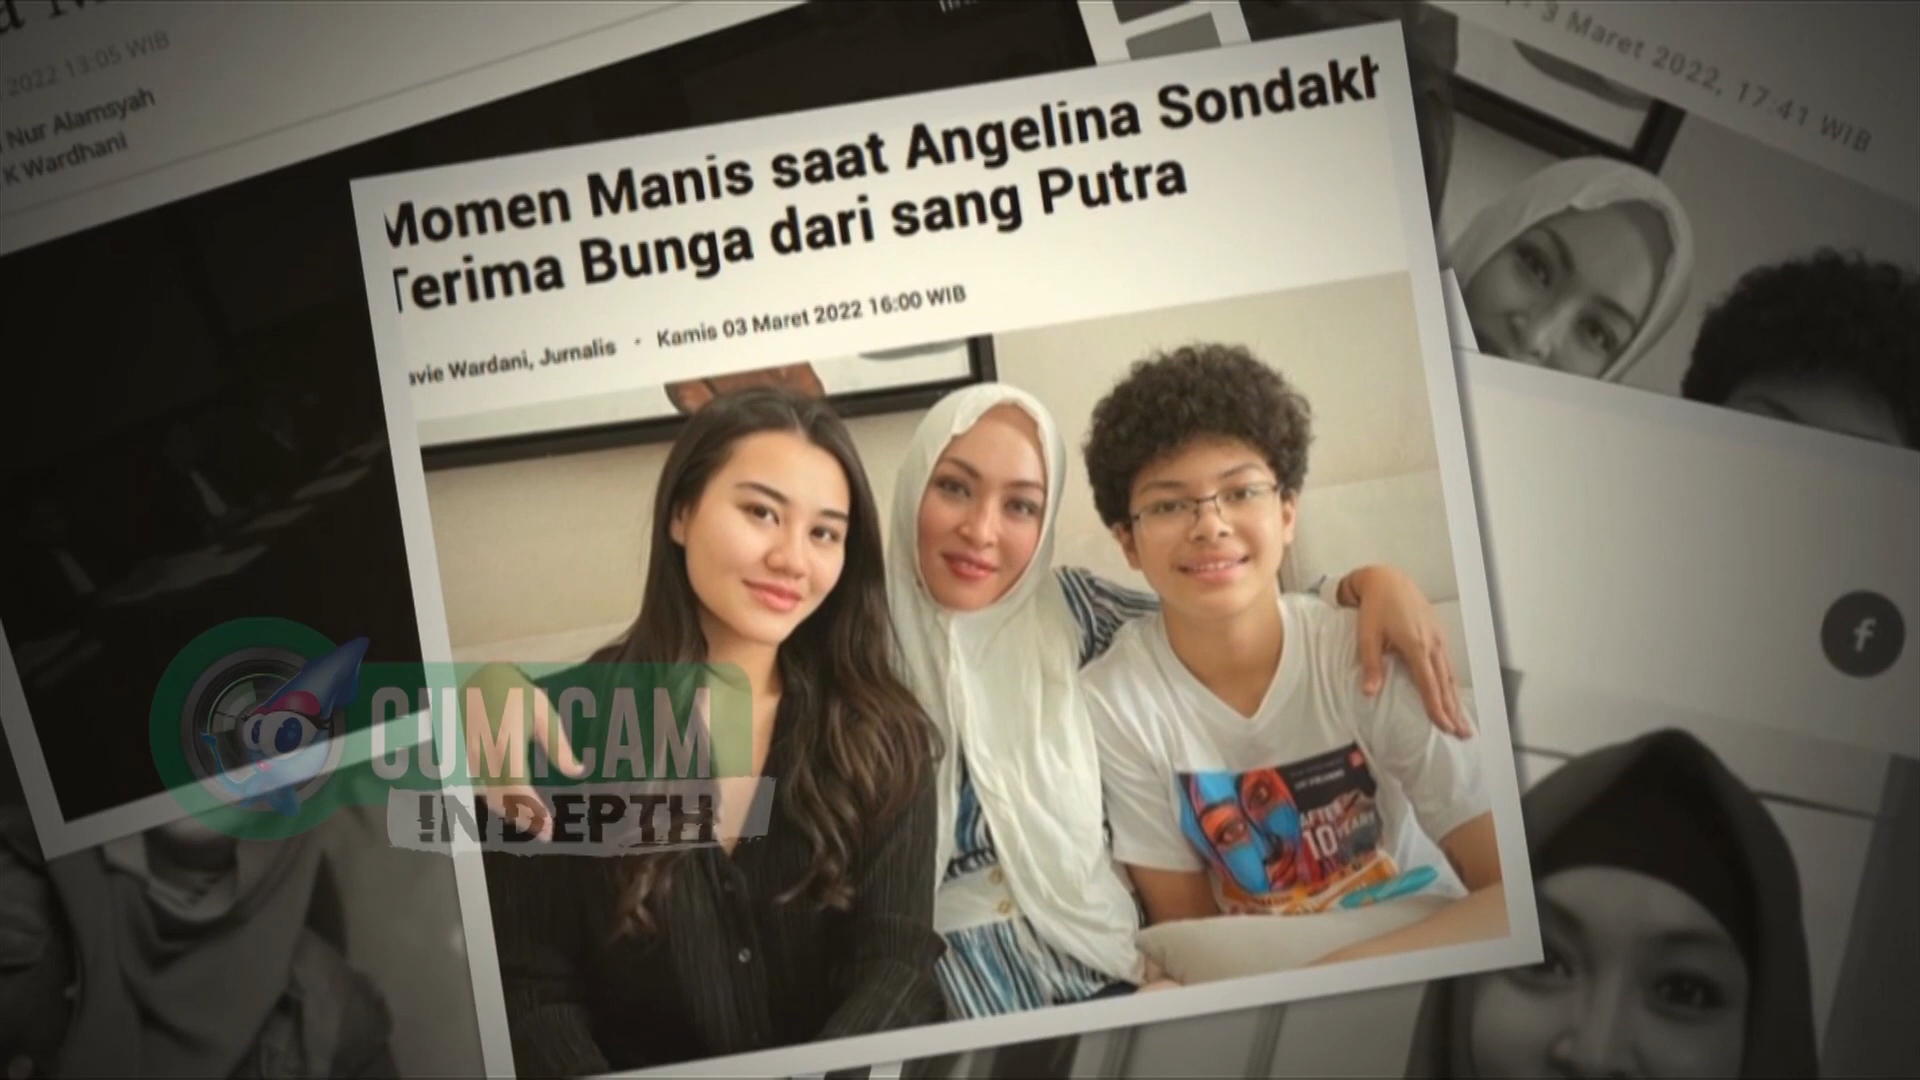 2022 13:05 WIB
Nur Alamsyah
K Wardhani
3 Maret 2022, 17:41 WIB
Momen Manis saat Angelina Sondakh
Terima Bunga dari sang Putra
avie Wardani, Jurnalis - Kamis 03 Maret 2022 16:00 WIB
f
CUMICAM
INDEPTH
AFTER
10 YEARS